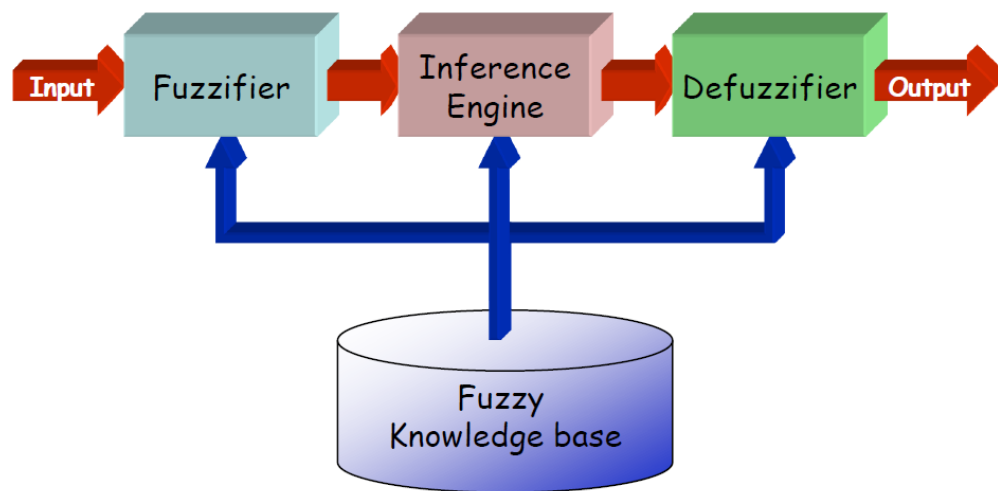 Input
Fuzzifier
Inference
Engine
Defuzzifier
Output
Fuzzy
Knowledge base